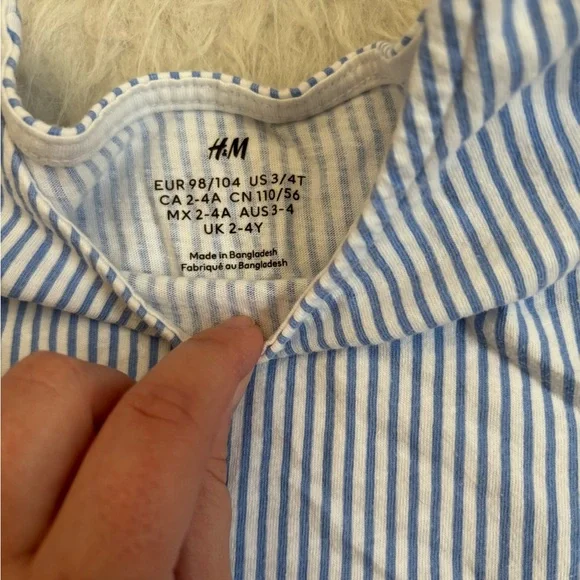 H&M
EUR 98/104 US 3/4T
CA 2-4A CN 110/56
MX 2-4A AUS 3-4
UK 2-4Y
Made in Bangladesh
Fabriqué au Bangladesh